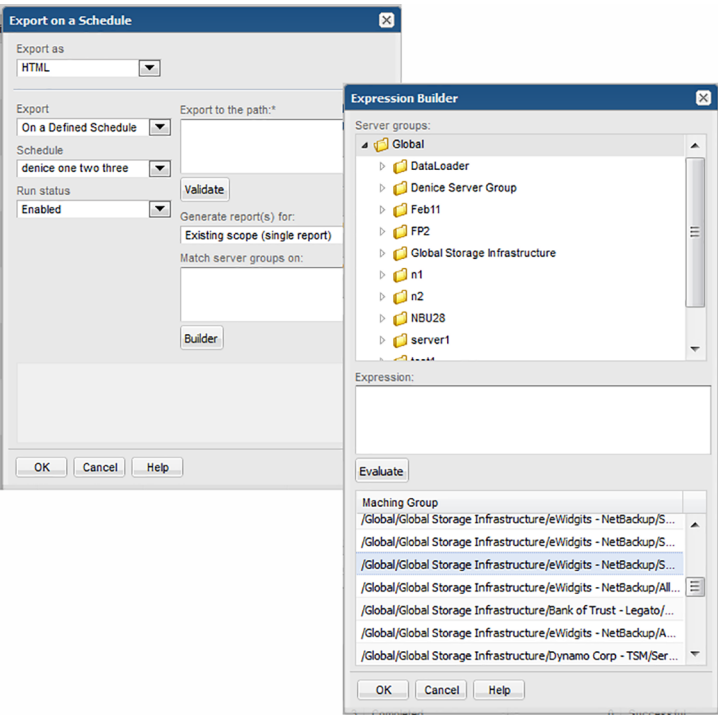 Export on a Schedule
Export as
HTML
Export
On a Defined Schedule
Schedule
denice one two three
Run status
Enabled
Export to the path:*
Validate
Generate report(s) for:
Existing scope (single report)
Match server groups on:
Builder
OK Cancel Help
Expression Builder
Server groups:
Global
DataLoader
Denice Server Group
Feb11
FP2
Global Storage Infrastructure
n1
n2
NBU28
server1
Expression:
Evaluate
Maching Group
/Global/Global Storage Infrastructure/eWidgits - NetBackup/S...
/Global/Global Storage Infrastructure/eWidgits - NetBackup/S...
/Global/Global Storage Infrastructure/eWidgits - NetBackup/S...
/Global/Global Storage Infrastructure/eWidgits - NetBackup/All...
/Global/Global Storage Infrastructure/Bank of Trust - Legato/...
/Global/Global Storage Infrastructure/eWidgits - NetBackup/A...
/Global/Global Storage Infrastructure/Dynamo Corp - TSM/Ser...
OK Cancel Help